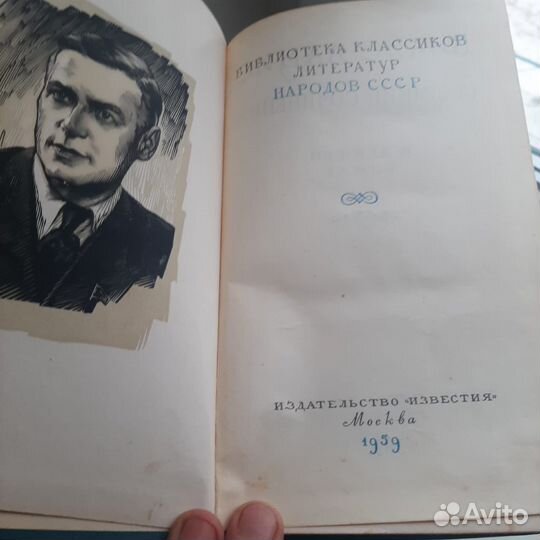 БИБЛИОТЕКА КЛАССИКОВ
ЛИТЕРАТУР
НАРОДОВ СССР
ИЗДАТЕЛЬСТВО «ИЗВЕСТИЯ»
Москва
1959
Avito